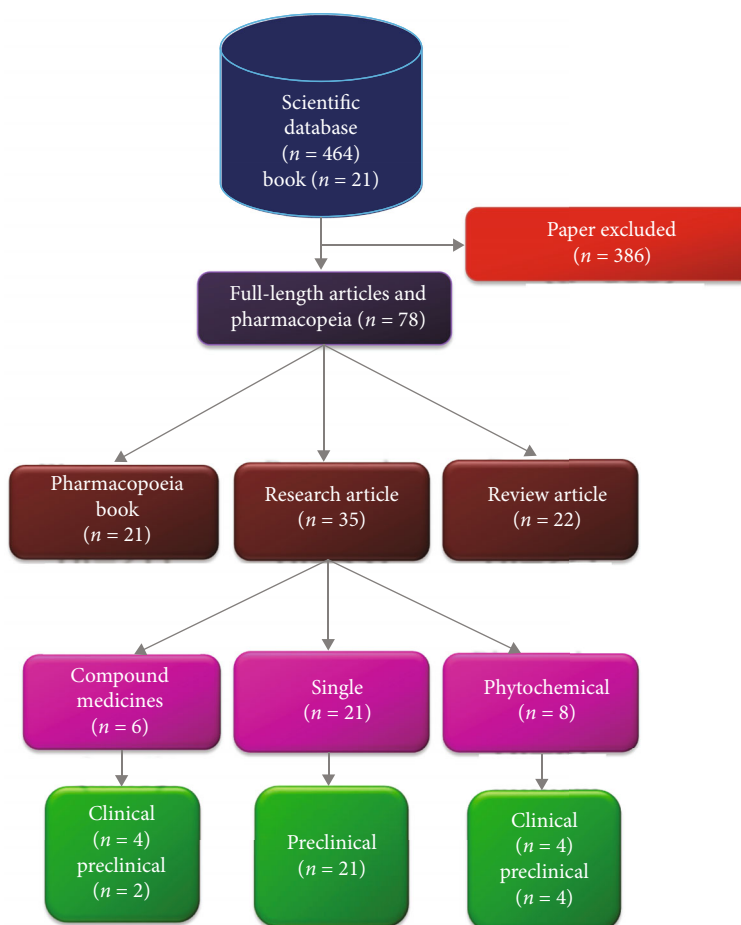 Scientific
database
(n = 464)
book (n = 21)
Paper excluded
(n = 386)
Full-length articles and
pharmacopeia (n = 78)
Pharmacopoeia
book
(n = 21)
Research article
(n = 35)
Review article
(n = 22)
Compound
medicines
(n = 6)
Single
(n = 21)
Phytochemical
(n = 8)
Clinical
(n = 4)
preclinical
(n = 2)
Preclinical
(n = 21)
Clinical
(n = 4)
preclinical
(n = 4)